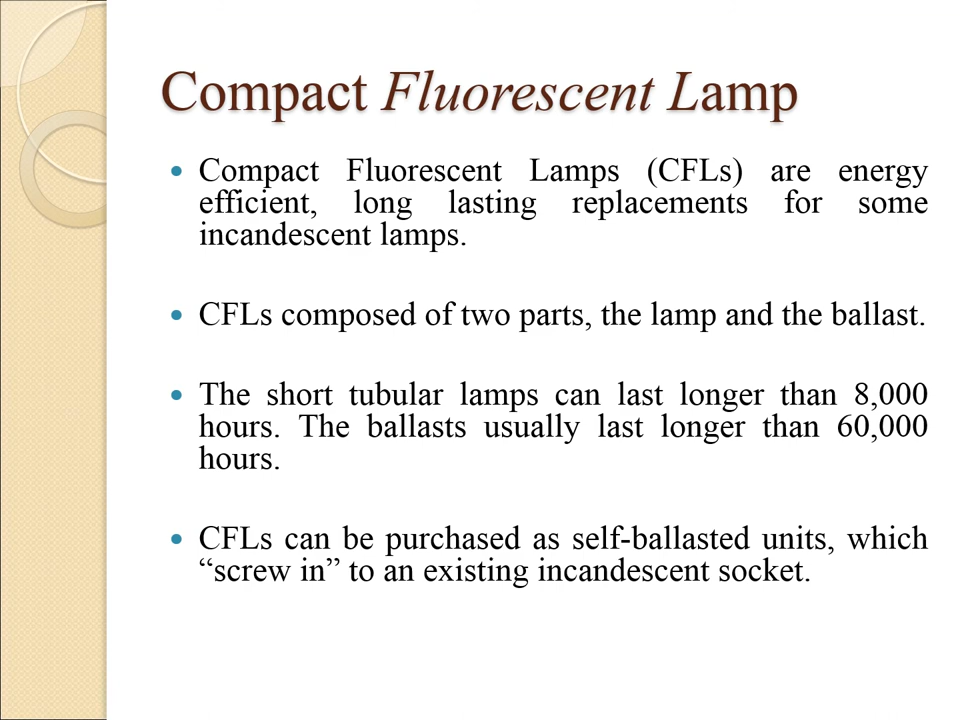 Compact Fluorescent Lamp
Compact Fluorescent Lamps (CFLs) are energy
efficient, long lasting replacements for some
incandescent lamps.
CFLs composed of two parts, the lamp and the ballast.
The short tubular lamps can last longer than 8,000
hours. The ballasts usually last longer than 60,000
hours.
CFLs can be purchased as self-ballasted units, which
“screw in” to an existing incandescent socket.